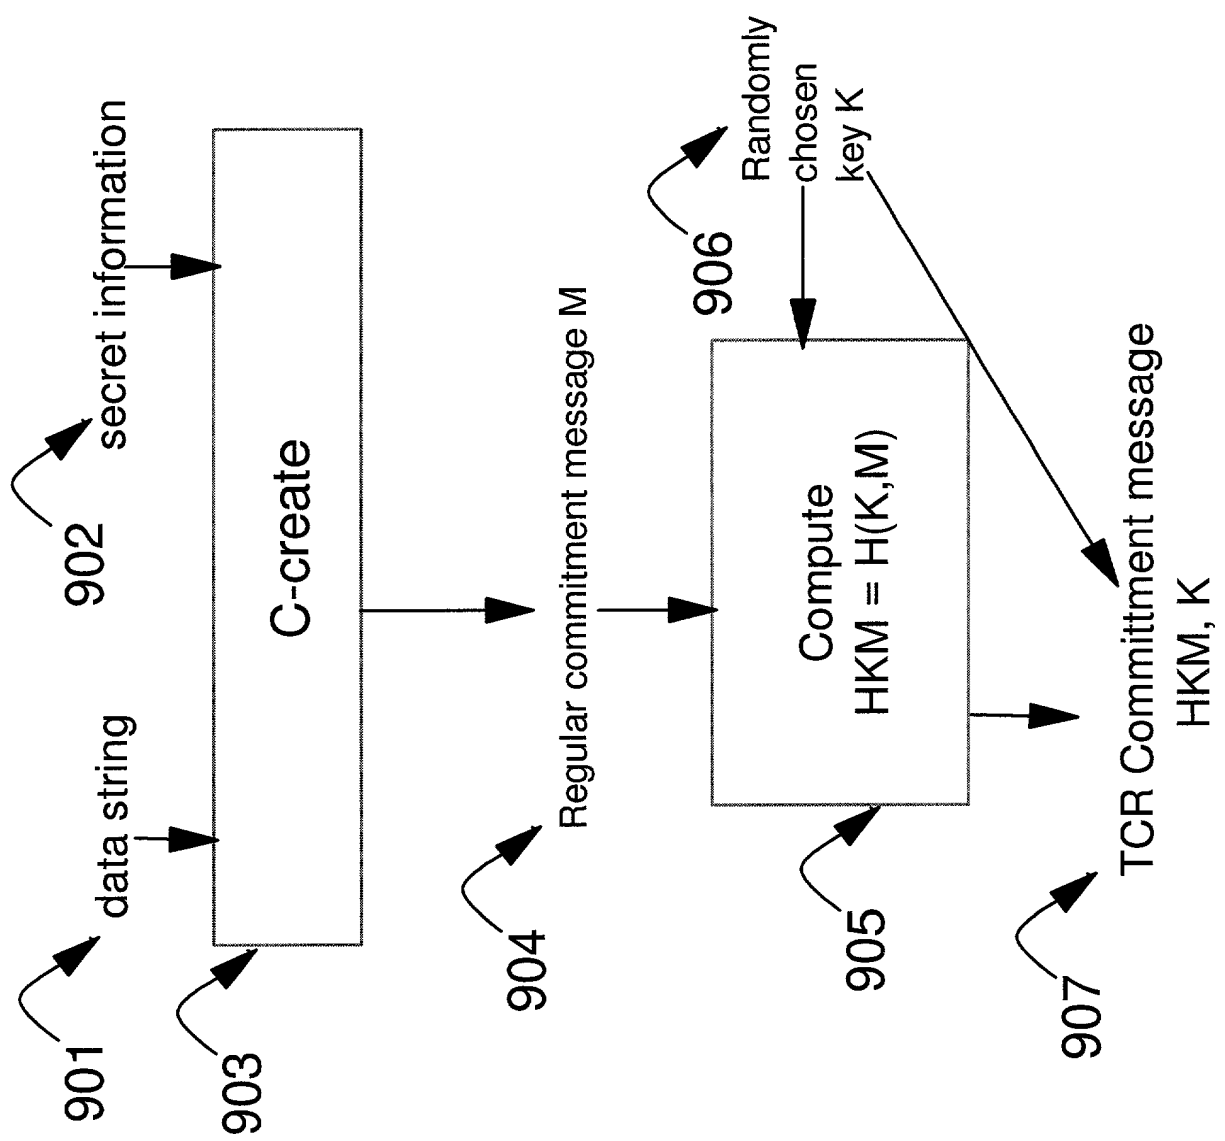 901
data string
902
secret information
903
C-create
904
Regular commitment message M
906
Randomly
chosen
key K
905
Compute
HKM = H(K,M)
907
TCR Committment message
HKM, K